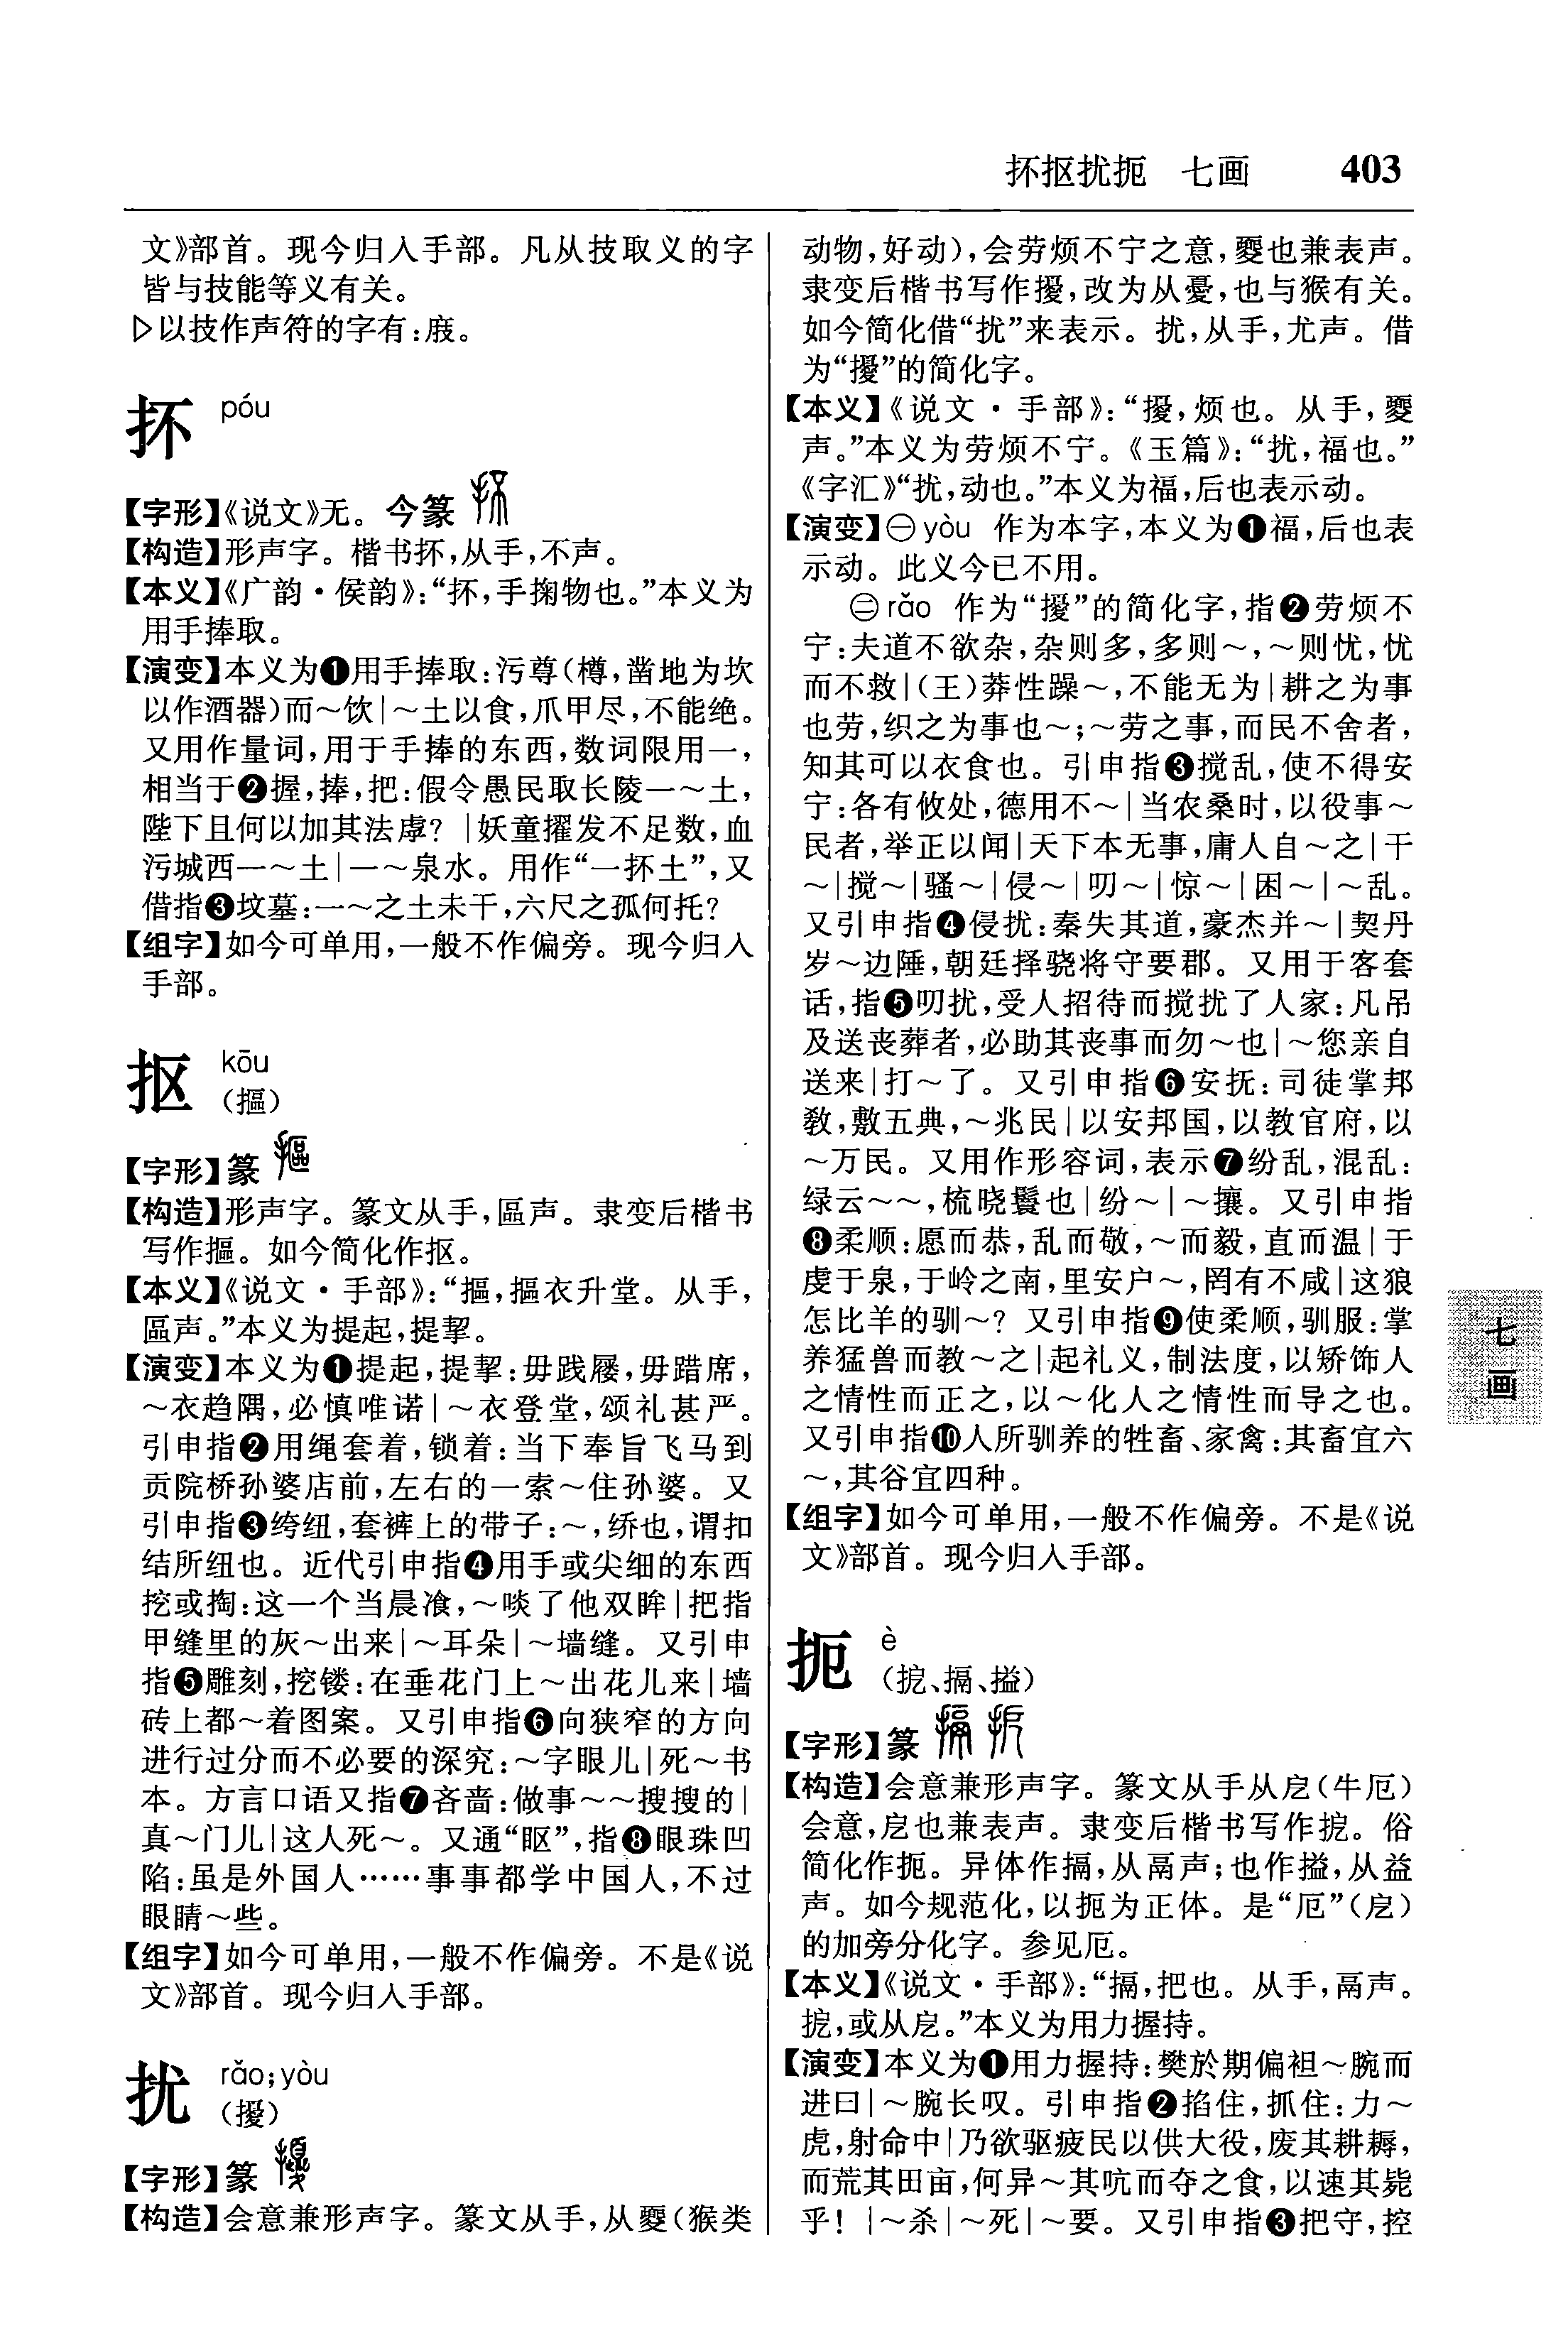 抔抠扰扼 七画 403
文》部首。现今归入手部。凡从技取义的字
皆与技能等义有关。
▷以技作声符的字有:庪。
抔 póu
【字形】《说文》无。今篆
【构造】形声字。楷书抔,从手,不声。
【本义】《广韵·侯韵》:“抔,手掬物也。”本义为
用手捧取。
【演变】本义为❶用手捧取:污尊(樽,凿地为坎
以作酒器)而～饮|～土以食,爪甲尽,不能绝。
又用作量词,用于手捧的东西,数词限用一,
相当于❷握,捧,把:假令愚民取长陵一～土,
陛下且何以加其法虖?|妖童擢发不足数,血
污城西一～土|一～泉水。用作“一抔土”,又
借指❸坟墓:一～之土未干,六尺之孤何托?
【组字】如今可单用,一般不作偏旁。现今归入
手部。
抠 kōu
(摳)
【字形】篆
【构造】形声字。篆文从手,區声。隶变后楷书
写作摳。如今简化作抠。
【本义】《说文·手部》:“摳,摳衣升堂。从手,
區声。”本义为提起,提挈。
【演变】本义为❶提起,提挈:毋践屦,毋踖席,
～衣趋隅,必慎唯诺|～衣登堂,颂礼甚严。
引申指❷用绳套着,锁着:当下奉旨飞马到
贡院桥孙婆店前,左右的一索～住孙婆。又
引申指❸绔纽,套裤上的带子:～,绔也,谓扣
结所纽也。近代引申指❹用手或尖细的东西
挖或掏:这一个当晨飡,～啖了他双眸|把指
甲缝里的灰～出来|～耳朵|～墙缝。又引申
指❺雕刻,挖镂:在垂花门上～出花儿来|墙
砖上都～着图案。又引申指❻向狭窄的方向
进行过分而不必要的深究:～字眼儿|死～书
本。方言口语又指❼吝啬:做事～～搜搜的|
真～门儿|这人死～。又通“眍”,指❽眼珠凹
陷:虽是外国人……事事都学中国人,不过
眼睛～些。
【组字】如今可单用,一般不作偏旁。不是《说
文》部首。现今归入手部。
扰 rǎo;yòu
(擾)
【字形】篆
【构造】会意兼形声字。篆文从手,从夒(猴类
动物,好动),会劳烦不宁之意,夒也兼表声。
隶变后楷书写作擾,改为从憂,也与猴有关。
如今简化借“扰”来表示。扰,从手,尤声。借
为“擾”的简化字。
【本义】《说文·手部》:“擾,烦也。从手,夒
声。”本义为劳烦不宁。《玉篇》:“扰,福也。”
《字汇》“扰,动也。”本义为福,后也表示动。
【演变】㊀yòu 作为本字,本义为❶福,后也表
示动。此义今已不用。
㊁rǎo 作为“擾”的简化字,指❷劳烦不
宁:夫道不欲杂,杂则多,多则～,～则忧,忧
而不救|(王)莽性躁～,不能无为|耕之为事
也劳,织之为事也～;～劳之事,而民不舍者,
知其可以衣食也。引申指❸搅乱,使不得安
宁:各有攸处,德用不～|当农桑时,以役事～
民者,举正以闻|天下本无事,庸人自～之|干
～|搅～|骚～|侵～|叨～|惊～|困～|～乱。
又引申指❹侵扰:秦失其道,豪杰并～|契丹
岁～边陲,朝廷择骁将守要郡。又用于客套
话,指❺叨扰,受人招待而搅扰了人家:凡吊
及送丧葬者,必助其丧事而勿～也|～您亲自
送来|打～了。又引申指❻安抚:司徒掌邦
教,敷五典,～兆民|以安邦国,以教官府,以
～万民。又用作形容词,表示❼纷乱,混乱:
绿云～～,梳晓鬟也|纷～|～攘。又引申指
❽柔顺:愿而恭,乱而敬,～而毅,直而温|于
虔于泉,于岭之南,里安户～,罔有不咸|这狼
怎比羊的驯～?又引申指❾使柔顺,驯服:掌
养猛兽而教～之|起礼义,制法度,以矫饰人
之情性而正之,以～化人之情性而导之也。
又引申指❿人所驯养的牲畜、家禽:其畜宜六
～,其谷宜四种。
【组字】如今可单用,一般不作偏旁。不是《说
文》部首。现今归入手部。
扼 è
(搤、搹、搤)
【字形】篆
【构造】会意兼形声字。篆文从手从戹(牛厄)
会意,戹也兼表声。隶变后楷书写作㧖。俗
简化作扼。异体作搹,从鬲声;也作搤,从益
声。如今规范化,以扼为正体。是“厄”(戹)
的加旁分化字。参见厄。
【本义】《说文·手部》:“搹,把也。从手,鬲声。
㧖,或从戹。”本义为用力握持。
【演变】本义为❶用力握持:樊於期偏袒～腕而
进曰|～腕长叹。引申指❷掐住,抓住:力～
虎,射命中|乃欲驱疲民以供大役,废其耕耨,
而荒其田亩,何异～其吭而夺之食,以速其毙
乎!|～杀|～死|～要。又引申指❸把守,控
七画